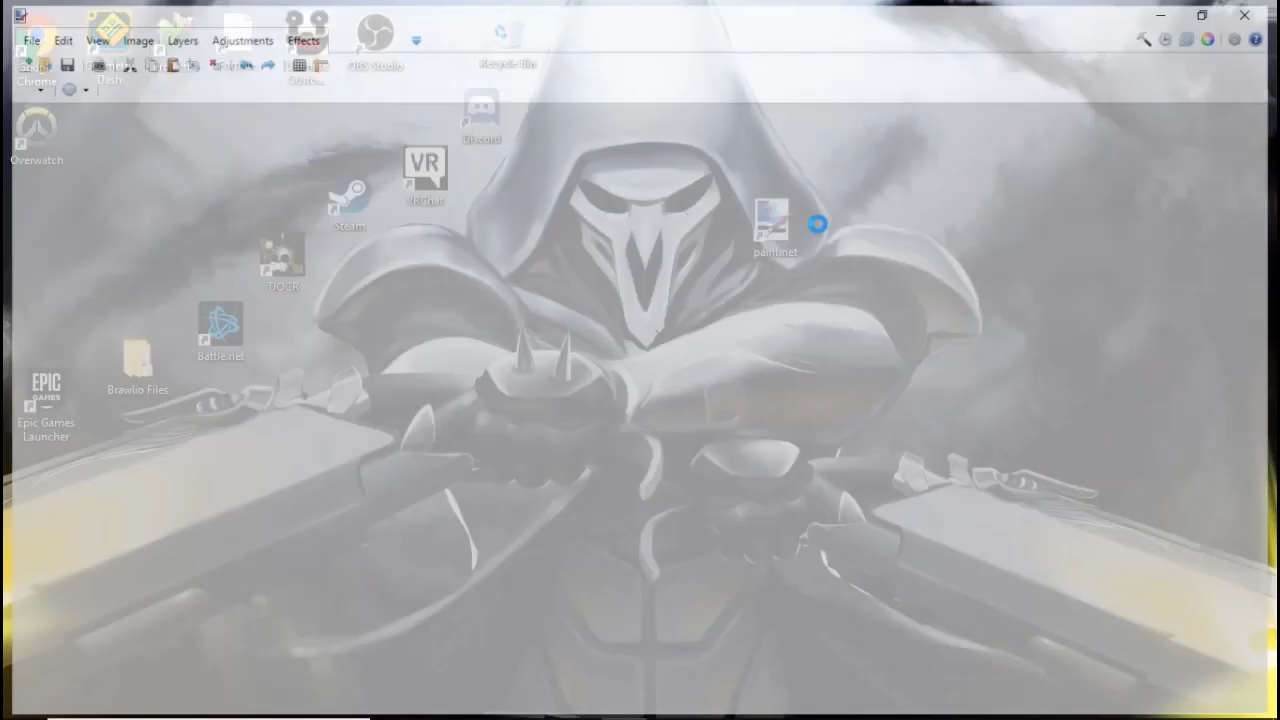 File Edit View Image Layers Adjustments Effects
Chrome
Dash
OBS Studio
Recycle Bin
Overwatch
Discord
VR
VRChat
Steam
paint.net
TJOCR
Battle.net
Brawlio Files
EPIC
GAMES
Epic Games
Launcher